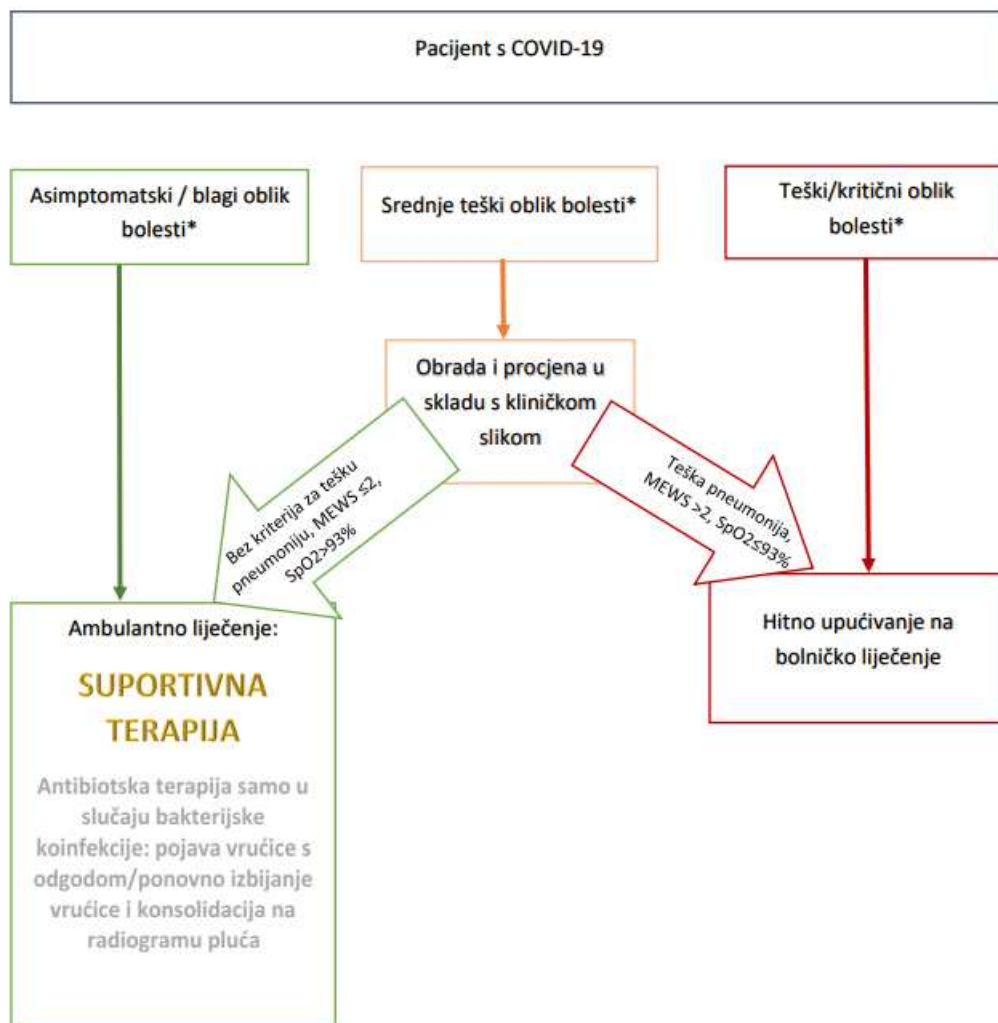 Pacijent s COVID-19
Asimptomatski / blagi oblik
bolesti*
Srednje teški oblik bolesti*
Teški/kritični oblik
bolesti*
Obrada i procjena u
skladu s kliničkom
slikom
Bez kriterija za tešku
pneumoniju, MEWS ≤2,
SpO2>93%
Teška pneumonija,
MEWS >2, SpO2≤93%
Ambulantno liječenje:
SUPORTIVNA
TERAPIJA
Antibiotska terapija samo u
slučaju bakterijske
koinfekcije: pojava vrućice s
odgodom/ponovno izbijanje
vrućice i konsolidacija na
radiogramu pluća
Hitno upućivanje na
bolničko liječenje